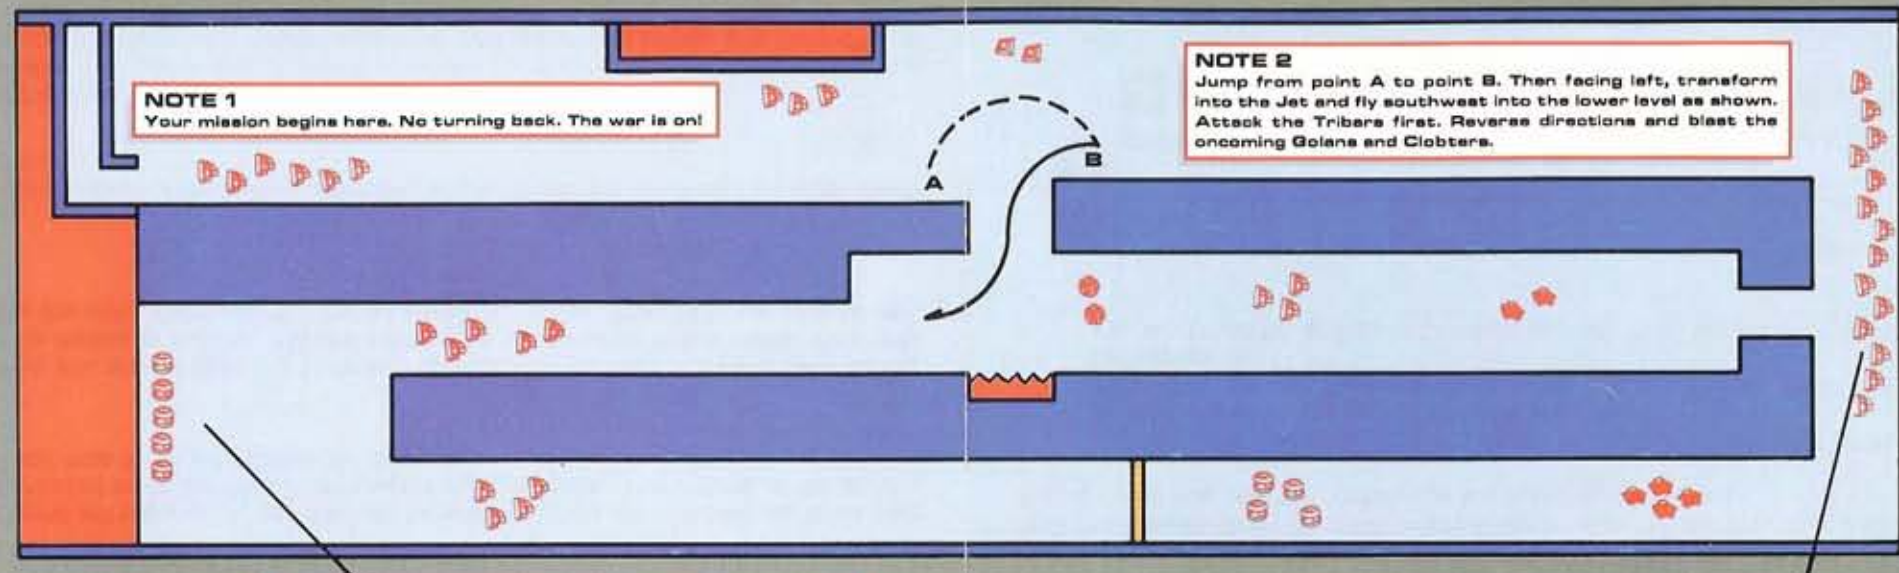 NOTE 1
Your mission begins here. No turning back. The war is on!
NOTE 2
Jump from point A to point B. Then facing left, transform
into the Jet and fly southwest into the lower level as shown.
Attack the Tribars first. Reverse directions and blast the
oncoming Golans and Clobters.
A
B